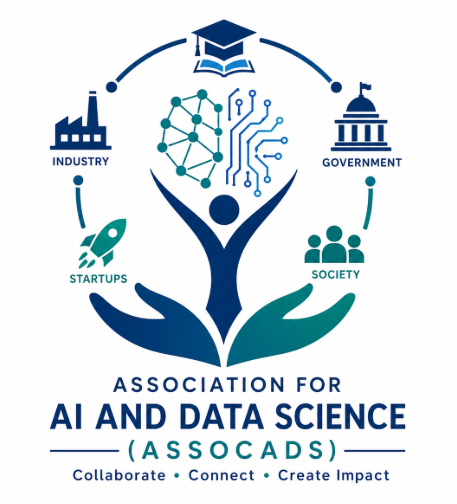 INDUSTRY
GOVERNMENT
STARTUPS
SOCIETY
ASSOCIATION FOR
AI AND DATA SCIENCE
(ASSOCADS)
Collaborate • Connect • Create Impact